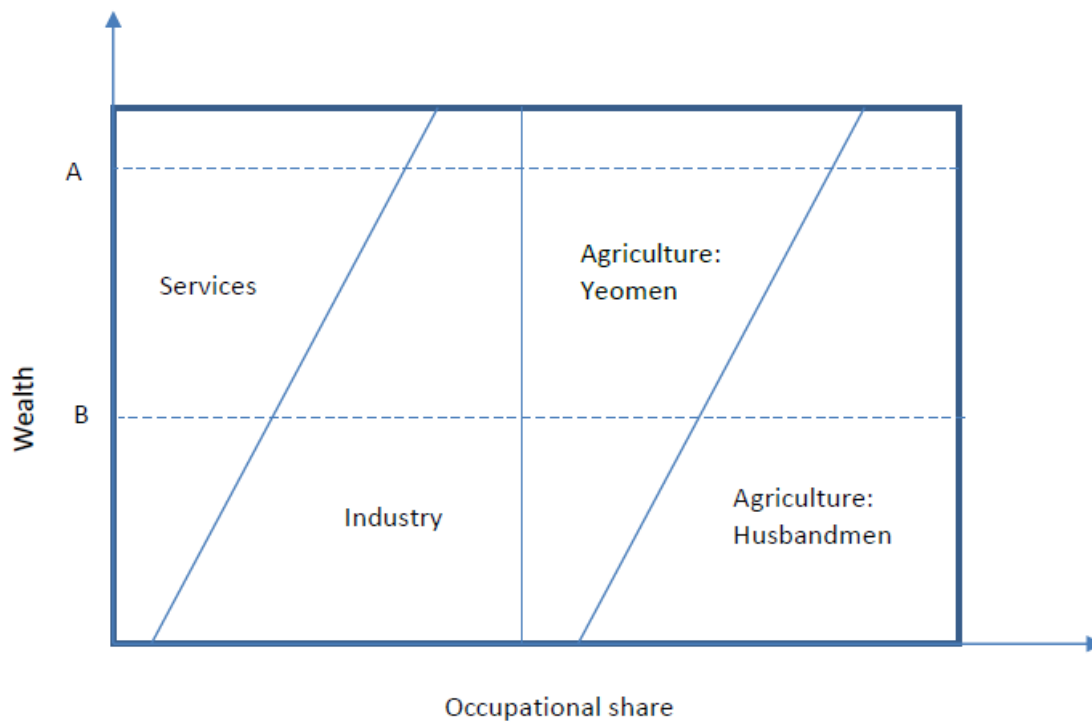 A
Services
Agriculture:
Yeomen
Wealth
B
Industry
Agriculture:
Husbandmen
Occupational share